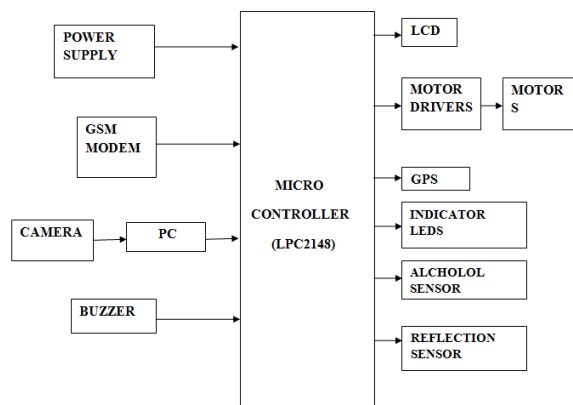 POWER
SUPPLY
GSM
MODEM
CAMERA
PC
BUZZER
MICRO
CONTROLLER
(LPC2148)
LCD
MOTOR
DRIVERS
MOTOR
S
GPS
INDICATOR
LEDS
ALCHOLOL
SENSOR
REFLECTION
SENSOR